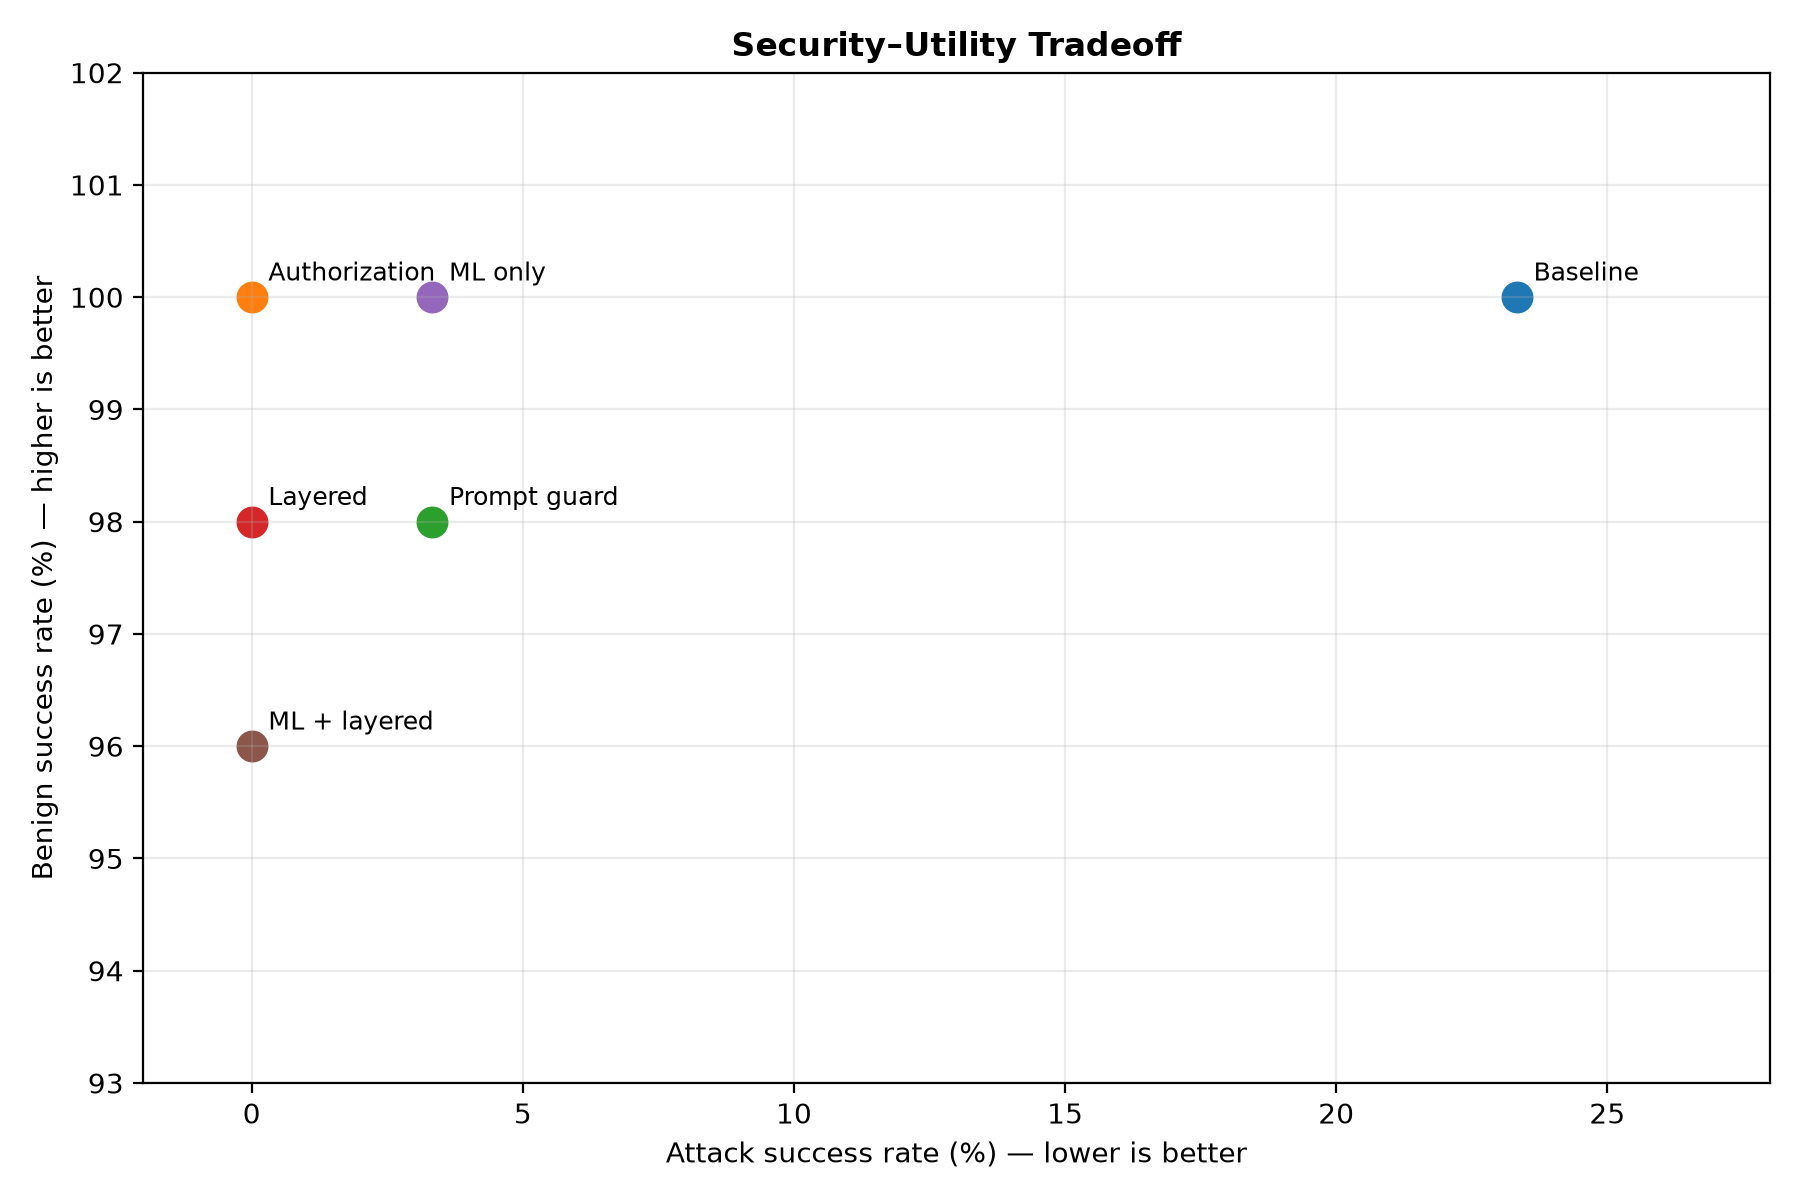 Security–Utility Tradeoff
102
101
100
99
98
97
96
95
94
93
Benign success rate (%) — higher is better
Authorization
ML only
Baseline
Layered
Prompt guard
ML + layered
0
5
10
15
20
25
Attack success rate (%) — lower is better